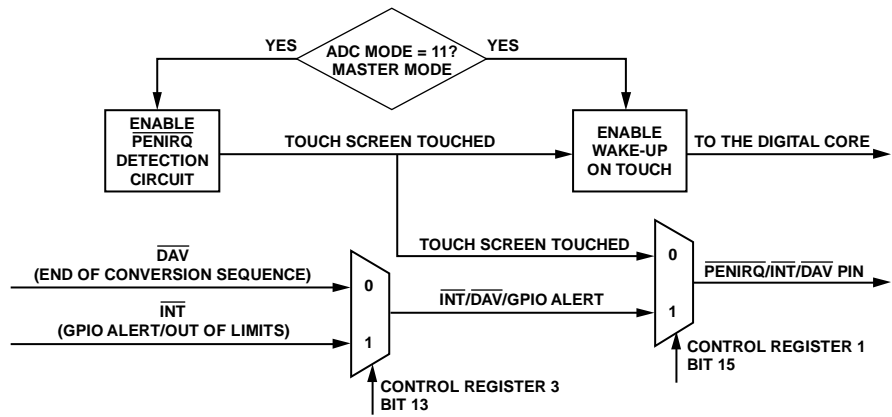 YES
ADC MODE = 11?
MASTER MODE
YES
ENABLE
PENIRQ
DETECTION
CIRCUIT
TOUCH SCREEN TOUCHED
ENABLE
WAKE-UP
ON TOUCH
TO THE DIGITAL CORE
TOUCH SCREEN TOUCHED
0
1
PENIRQ/INT/DAV PIN
DAV
(END OF CONVERSION SEQUENCE)
INT
(GPIO ALERT/OUT OF LIMITS)
0
1
INT/DAV/GPIO ALERT
CONTROL REGISTER 1
BIT 15
CONTROL REGISTER 3
BIT 13